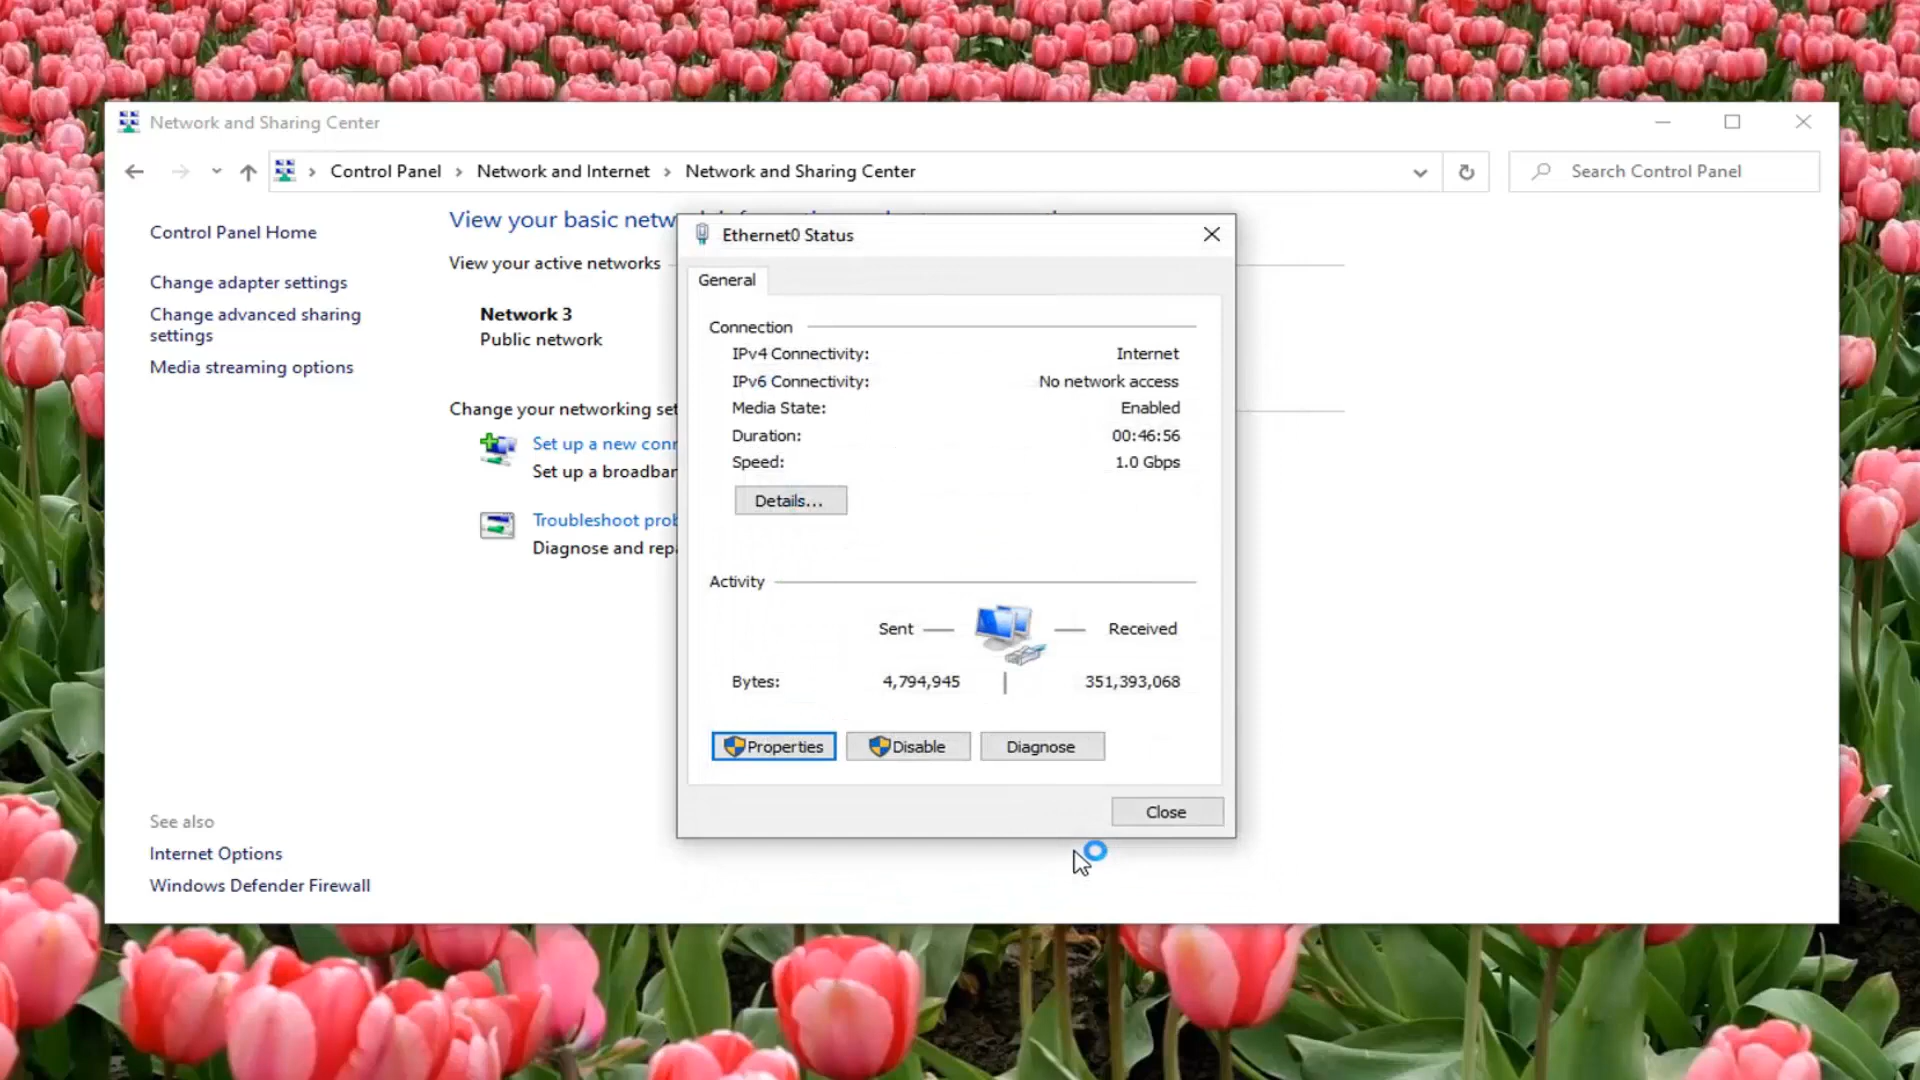 Network and Sharing Center
Control Panel > Network and Internet > Network and Sharing Center
Search Control Panel
Control Panel Home
Change adapter settings
Change advanced sharing
settings
Media streaming options
See also
Internet Options
Windows Defender Firewall
View your basic netw
View your active networks
Network 3
Public network
Change your networking set
Set up a new conn
Set up a broadban
Troubleshoot prob
Diagnose and repa
Ethernet0 Status
General
Connection
IPv4 Connectivity: Internet
IPv6 Connectivity: No network access
Media State: Enabled
Duration: 00:46:56
Speed: 1.0 Gbps
Details...
Activity
Sent — — Received
Bytes: 4,794,945 | 351,393,068
Properties Disable Diagnose
Close